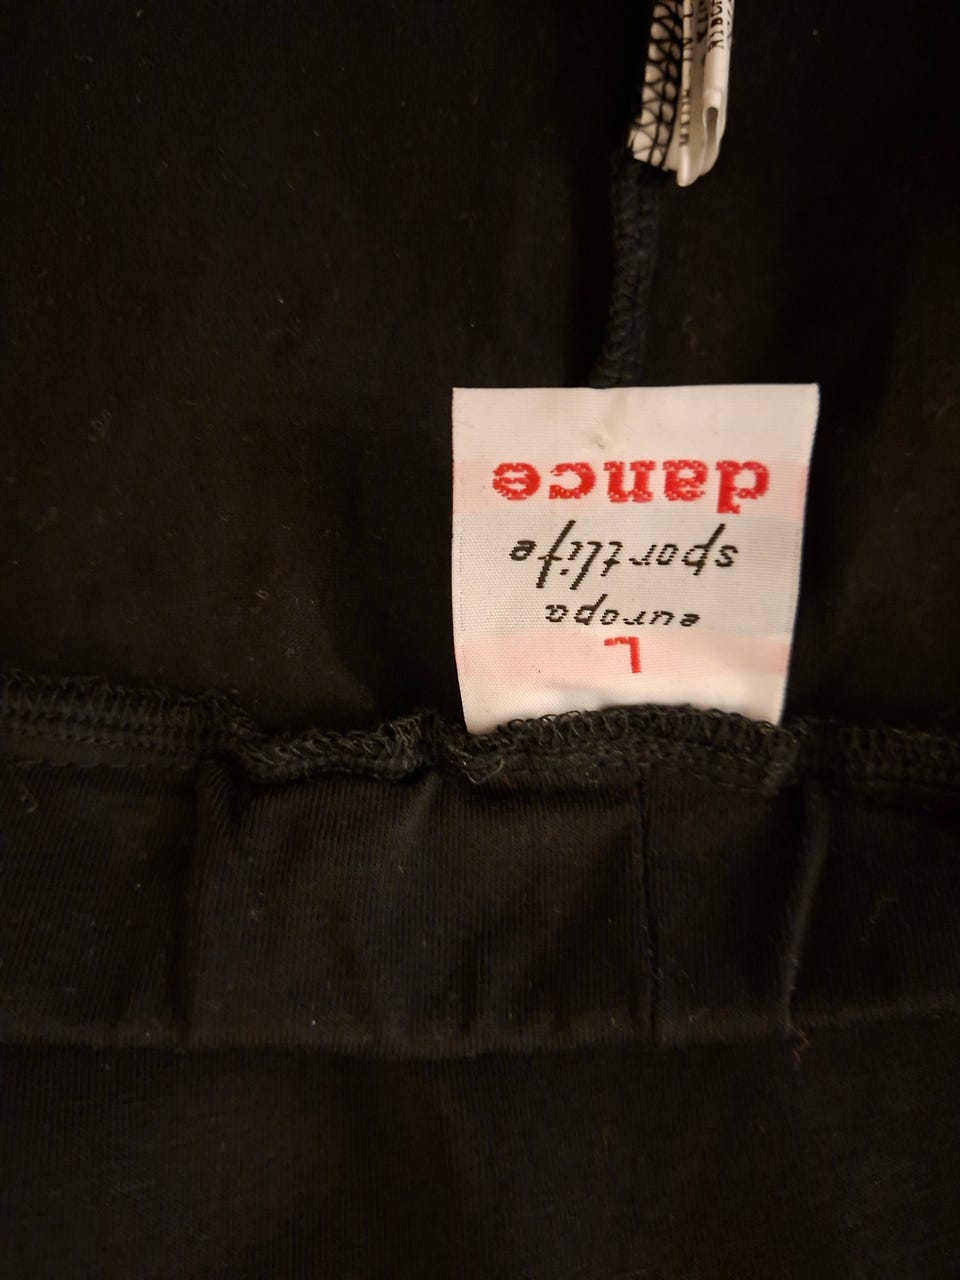 L
europa
sportlife
dance